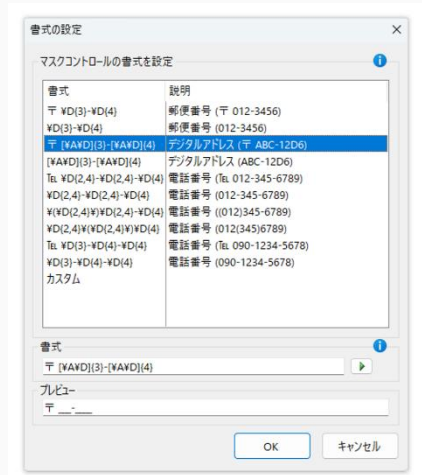 書式の設定
マスクコントロールの書式を設定
書式 説明
〒 ¥D{3}-¥D{4} 郵便番号 (〒 012-3456)
¥D{3}-¥D{4} 郵便番号 (012-3456)
〒 [¥A¥D]{3}-[¥A¥D]{4} デジタルアドレス (〒 ABC-12D6)
[¥A¥D]{3}-[¥A¥D]{4} デジタルアドレス (ABC-12D6)
℡ ¥D{2,4}-¥D{2,4}-¥D{4} 電話番号 (℡ 012-345-6789)
¥D{2,4}-¥D{2,4}-¥D{4} 電話番号 (012-345-6789)
¥(¥D{2,4}¥)¥D{2,4}-¥D{4} 電話番号 ((012)345-6789)
¥D{2,4}¥(¥D{2,4}¥)¥D{4} 電話番号 (012(345)6789)
℡ ¥D{3}-¥D{4}-¥D{4} 電話番号 (℡ 090-1234-5678)
¥D{3}-¥D{4}-¥D{4} 電話番号 (090-1234-5678)
カスタム
書式
〒 [¥A¥D]{3}-[¥A¥D]{4}
プレビュー
〒 ___-____
OK キャンセル